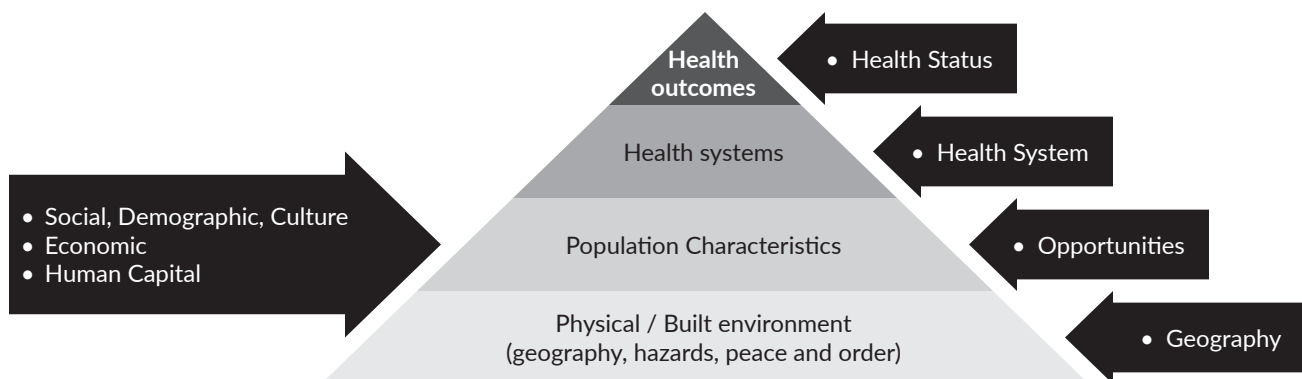 Health
outcomes
• Health Status
Health systems
• Health System
• Social, Demographic, Culture
• Economic
• Human Capital
Population Characteristics
• Opportunities
Physical / Built environment
(geography, hazards, peace and order)
• Geography